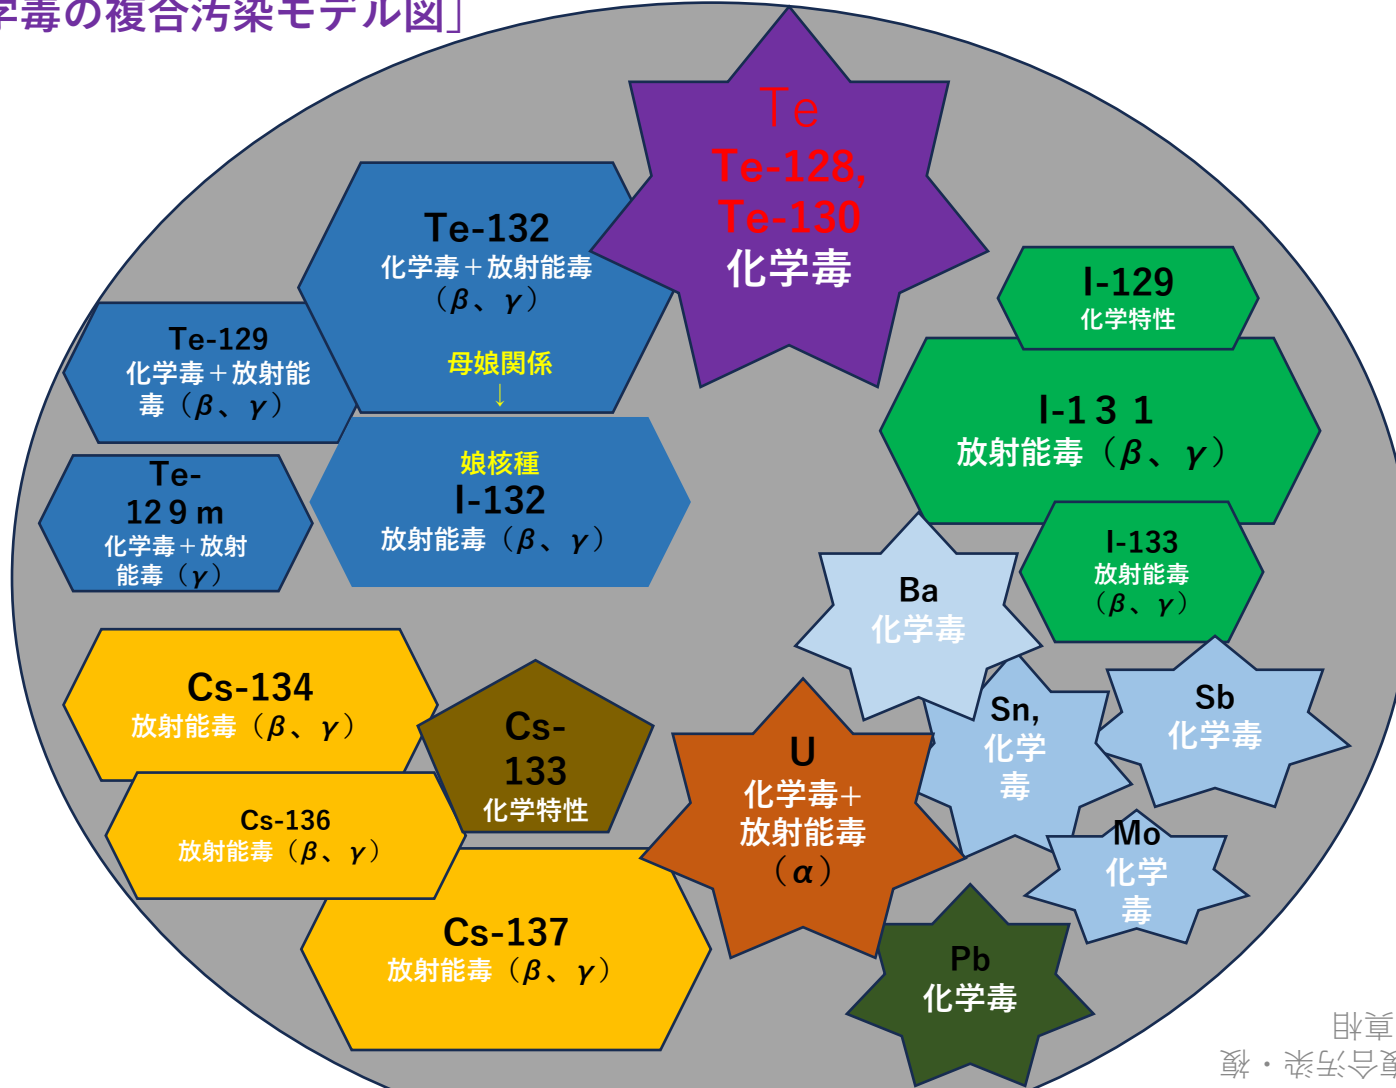 学毒の複合汚染モデル図」
Te
Te-128,
Te-130
化学毒
Te-132
化学毒+放射能毒
（β、γ）
母娘関係
↓
Te-129
化学毒+放射能
毒（β、γ）
Te-
129m
化学毒+放射
能毒（γ）
娘核種
I-132
放射能毒（β、γ）
I-129
化学特性
I-131
放射能毒（β、γ）
I-133
放射能毒
（β、γ）
Ba
化学毒
Sn,
化学
毒
Sb
化学毒
Mo
化学
毒
Cs-134
放射能毒（β、γ）
Cs-133
化学特性
Cs-136
放射能毒（β、γ）
Cs-137
放射能毒（β、γ）
U
化学毒+
放射能毒
（α）
Pb
化学毒